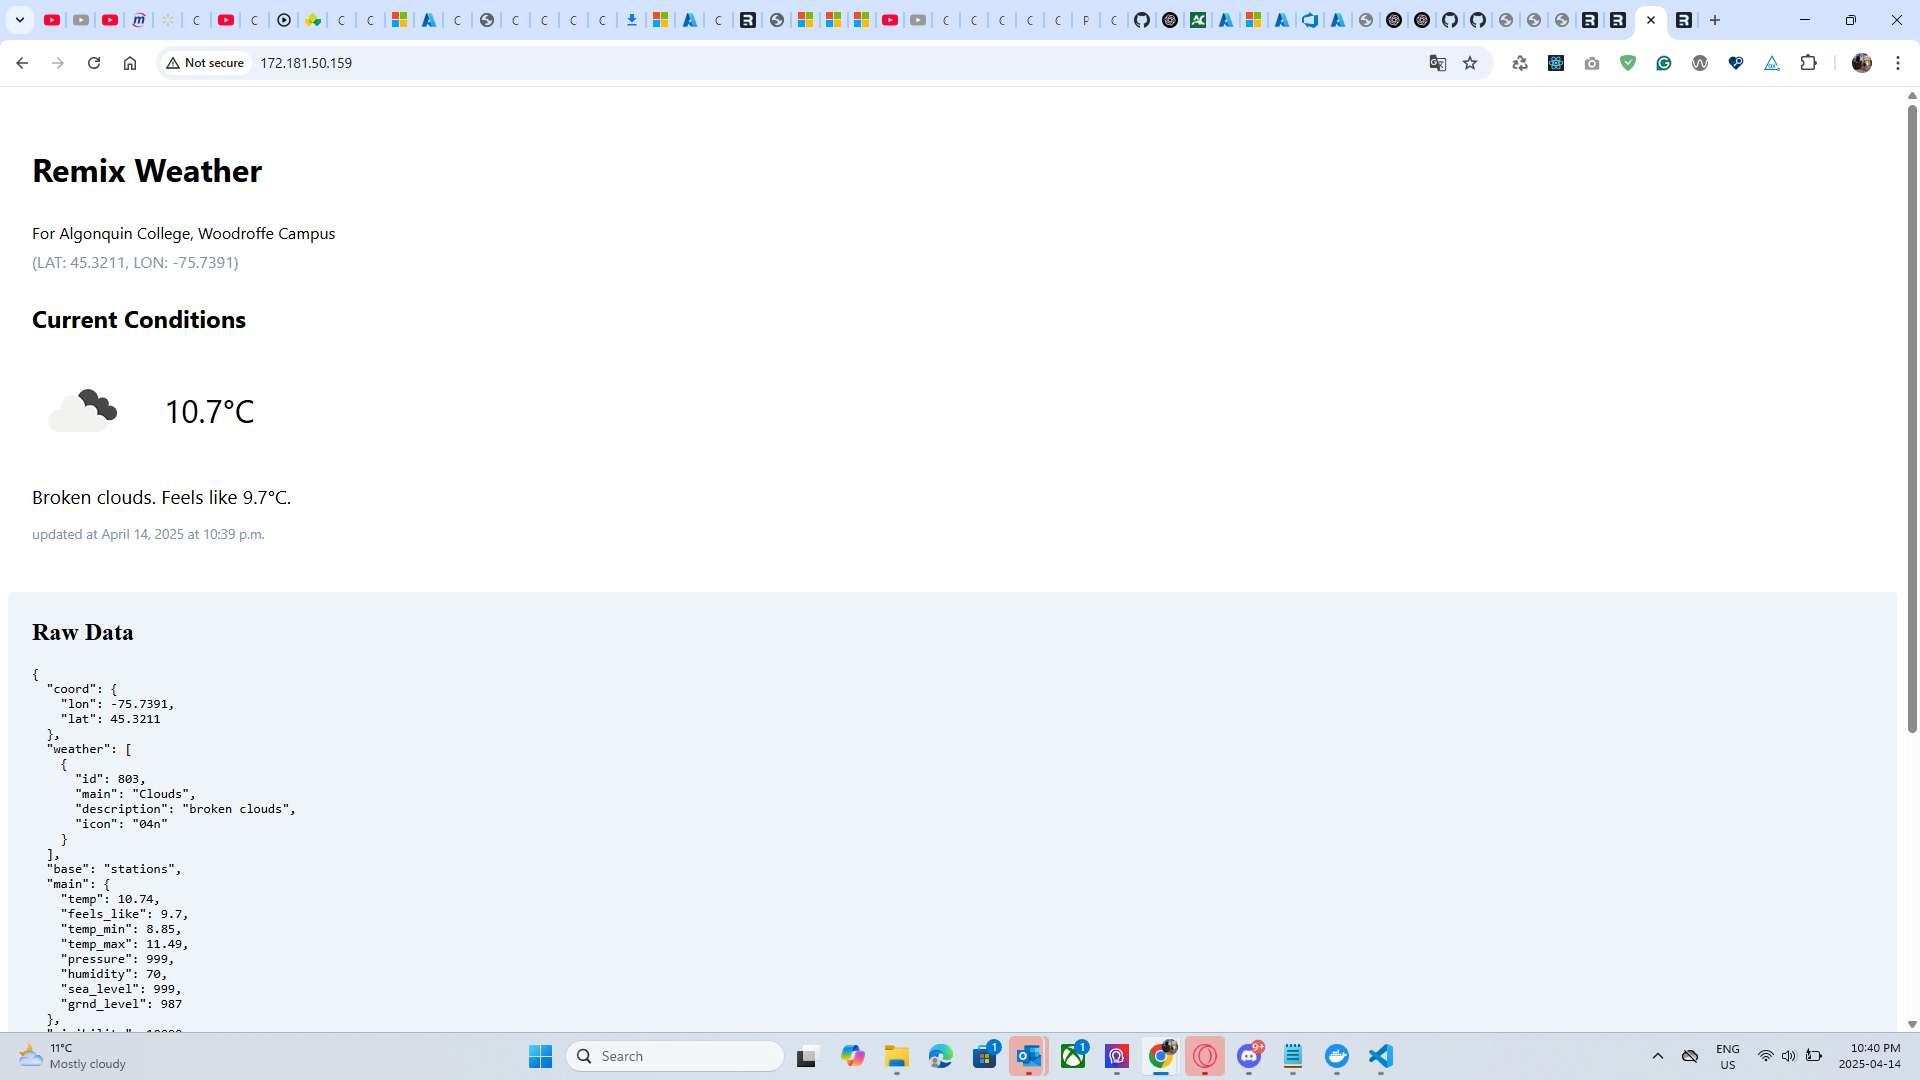 Not secure
172.181.50.159
Remix Weather
For Algonquin College, Woodroffe Campus
(LAT: 45.3211, LON: -75.7391)
Current Conditions
10.7°C
Broken clouds. Feels like 9.7°C.
updated at April 14, 2025 at 10:39 p.m.
Raw Data
{
"coord": {
"lon": -75.7391,
"lat": 45.3211
},
"weather": [
{
"id": 803,
"main": "Clouds",
"description": "broken clouds",
"icon": "04n"
}
],
"base": "stations",
"main": {
"temp": 10.74,
"feels_like": 9.7,
"temp_min": 8.85,
"temp_max": 11.49,
"pressure": 999,
"humidity": 70,
"sea_level": 999,
"grnd_level": 987
},
11°C
Mostly cloudy
Search
1
1
9+
ENG
US
10:40 PM
2025-04-14